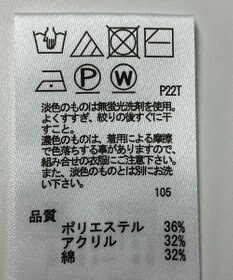 P W
P22T
淡色のものは無蛍光洗剤を使用。
よくすすぎ、絞りの後すぐに干
すこと。
濃色のものは、着用による摩擦
で色落ちする事がありますので、
組み合せの衣服にご注意下さい。
また、淡色のものとは別にお洗
い下さい。
105
品質
ポリエステル 36%
アクリル 32%
綿 32%